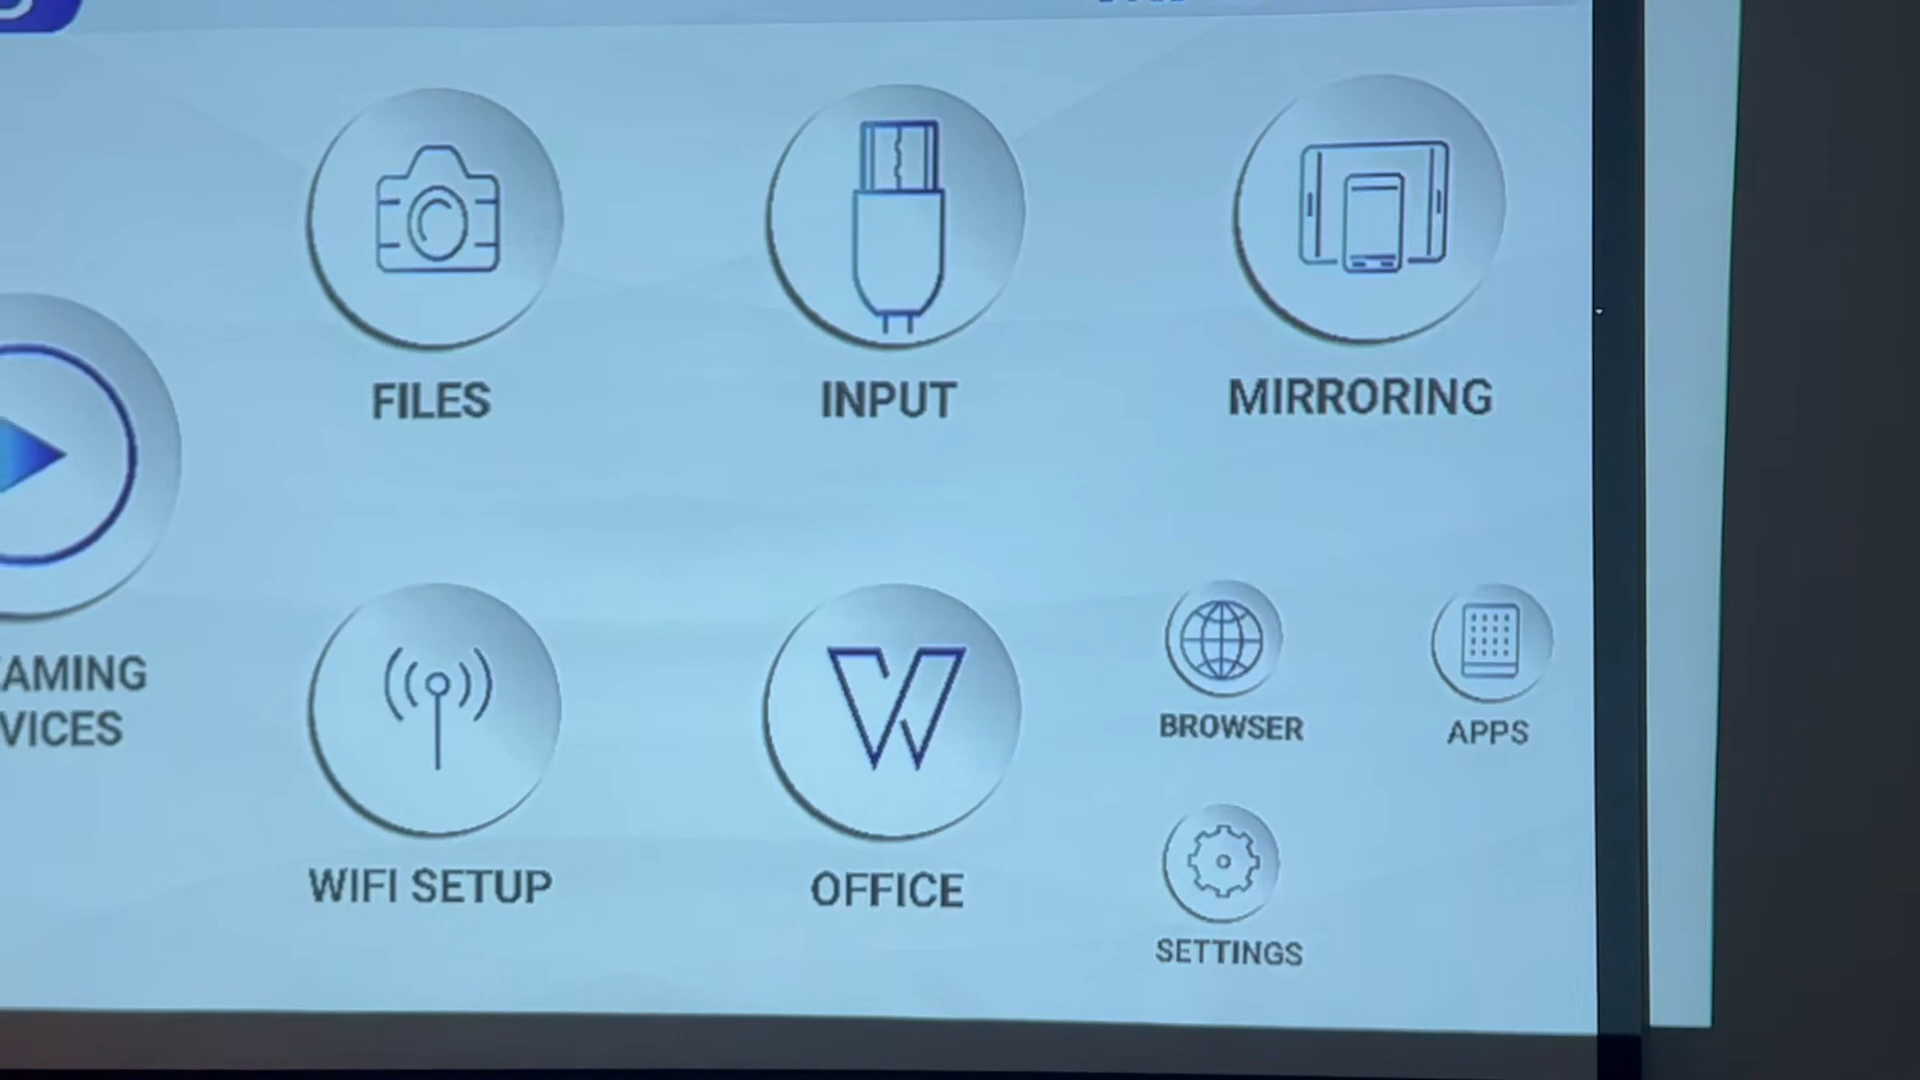 FILES
INPUT
MIRRORING
AMING
VICES
WIFI SETUP
OFFICE
BROWSER
APPS
SETTINGS